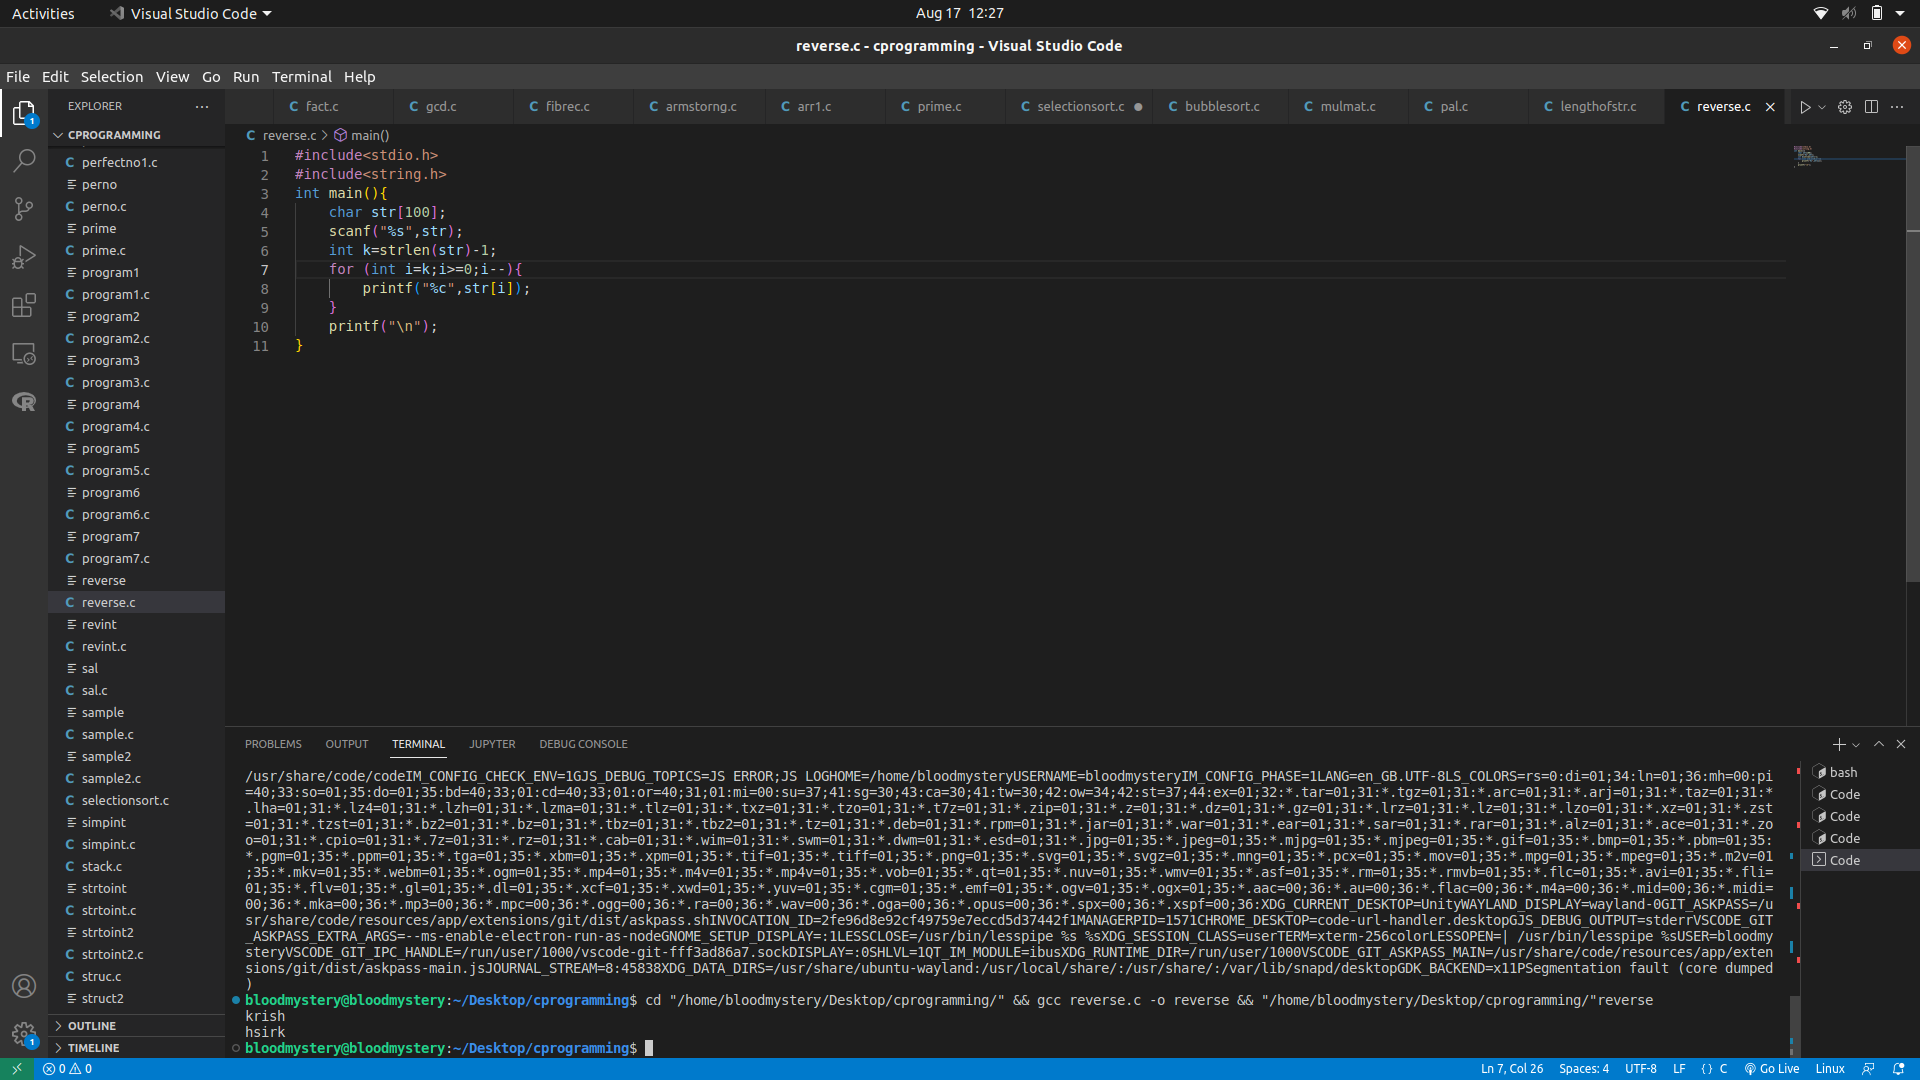 Activities
Visual Studio Code
Aug 17 12:27
reverse.c - cprogramming - Visual Studio Code
File Edit Selection View Go Run Terminal Help
EXPLORER
CPROGRAMMING
perfectno1.c
perno
perno.c
prime
prime.c
program1
program1.c
program2
program2.c
program3
program3.c
program4
program4.c
program5
program5.c
program6
program6.c
program7
program7.c
reverse
reverse.c
revint
revint.c
sal
sal.c
sample
sample.c
sample2
sample2.c
selectionsort.c
simpint
simpint.c
stack.c
strtoint
strtoint.c
strtoint2
strtoint2.c
struc.c
struct2
OUTLINE
TIMELINE
C fact.c
C gcd.c
C fibrec.c
C armstorng.c
C arr1.c
C prime.c
C selectionsort.c
C bubblesort.c
C mulmat.c
C pal.c
C lengthofstr.c
C reverse.c
C reverse.c > main()
1 #include<stdio.h>
2 #include<string.h>
3 int main(){
4 char str[100];
5 scanf("%s",str);
6 int k=strlen(str)-1;
7 for (int i=k;i>=0;i--){
8 printf("%c",str[i]);
9 }
10 printf("\n");
11 }
PROBLEMS OUTPUT TERMINAL JUPYTER DEBUG CONSOLE
/usr/share/code/codeIM_CONFIG_CHECK_ENV=1GJS_DEBUG_TOPICS=JS ERROR;JS LOGHOME=/home/bloodmysteryUSERNAME=bloodmysteryIM_CONFIG_PHASE=1LANG=en_GB.UTF-8LS_COLORS=rs=0:di=01;34:ln=01;36:mh=00:pi
=40;33:so=01;35:do=01;35:bd=40;33;01:cd=40;33;01:or=40;31;01:mi=00:su=37;41:sg=30;43:ca=30;41:tw=30;42:ow=34;42:st=37;44:ex=01;32:*.tar=01;31:*.tgz=01;31:*.arc=01;31:*.arj=01;31:*.taz=01;31:*
.lha=01;31:*.lz4=01;31:*.lzh=01;31:*.lzma=01;31:*.tlz=01;31:*.txz=01;31:*.tzo=01;31:*.t7z=01;31:*.zip=01;31:*.z=01;31:*.dz=01;31:*.gz=01;31:*.lrz=01;31:*.lz=01;31:*.lzo=01;31:*.xz=01;31:*.zst
=01;31:*.tzst=01;31:*.bz2=01;31:*.bz=01;31:*.tbz=01;31:*.tbz2=01;31:*.tz=01;31:*.deb=01;31:*.rpm=01;31:*.jar=01;31:*.war=01;31:*.ear=01;31:*.sar=01;31:*.rar=01;31:*.alz=01;31:*.ace=01;31:*.zo
o=01;31:*.cpio=01;31:*.7z=01;31:*.rz=01;31:*.cab=01;31:*.wim=01;31:*.swm=01;31:*.dwm=01;31:*.esd=01;31:*.jpg=01;35:*.jpeg=01;35:*.mjpg=01;35:*.mjpeg=01;35:*.gif=01;35:*.bmp=01;35:*.pbm=01;35:
*.pgm=01;35:*.ppm=01;35:*.tga=01;35:*.xbm=01;35:*.xpm=01;35:*.tif=01;35:*.tiff=01;35:*.png=01;35:*.svg=01;35:*.svgz=01;35:*.mng=01;35:*.pcx=01;35:*.mov=01;35:*.mpg=01;35:*.mpeg=01;35:*.m2v=01
;35:*.mkv=01;35:*.webm=01;35:*.ogm=01;35:*.mp4=01;35:*.m4v=01;35:*.mp4v=01;35:*.vob=01;35:*.qt=01;35:*.nuv=01;35:*.wmv=01;35:*.asf=01;35:*.rm=01;35:*.rmvb=01;35:*.flc=01;35:*.avi=01;35:*.fli=
01;35:*.flv=01;35:*.gl=01;35:*.dl=01;35:*.xcf=01;35:*.xwd=01;35:*.yuv=01;35:*.cgm=01;35:*.emf=01;35:*.ogv=01;35:*.ogx=01;35:*.aac=00;36:*.au=00;36:*.flac=00;36:*.m4a=00;36:*.mid=00;36:*.midi=
00;36:*.mka=00;36:*.mp3=00;36:*.mpc=00;36:*.ogg=00;36:*.ra=00;36:*.wav=00;36:*.oga=00;36:*.opus=00;36:*.spx=00;36:*.xspf=00;36:XDG_CURRENT_DESKTOP=UnityWAYLAND_DISPLAY=wayland-0GIT_ASKPASS=/u
sr/share/code/resources/app/extensions/git/dist/askpass.shINVOCATION_ID=2fe96d8e92cf49759e7eccd5d37442f1MANAGERPID=1571CHROME_DESKTOP=code-url-handler.desktopGJS_DEBUG_OUTPUT=stderrVSCODE_GIT
_ASKPASS_EXTRA_ARGS=--ms-enable-electron-run-as-nodeGNOME_SETUP_DISPLAY=:1LESSCLOSE=/usr/bin/lesspipe %s %sXDG_SESSION_CLASS=userTERM=xterm-256colorLESSOPEN=| /usr/bin/lesspipe %sUSER=bloodmy
steryVSCODE_GIT_IPC_HANDLE=/run/user/1000/vscode-git-fff3ad86a7.sockDISPLAY=:0SHLVL=1QT_IM_MODULE=ibusXDG_RUNTIME_DIR=/run/user/1000VSCODE_GIT_ASKPASS_MAIN=/usr/share/code/resources/app/exten
sions/git/dist/askpass-main.jsJOURNAL_STREAM=8:45838XDG_DATA_DIRS=/usr/share/ubuntu-wayland:/usr/local/share/:/usr/share/:/var/lib/snapd/desktopGDK_BACKEND=x11PSegmentation fault (core dumped
)
bloodmystery@bloodmystery:~/Desktop/cprogramming$ cd "/home/bloodmystery/Desktop/cprogramming/" && gcc reverse.c -o reverse && "/home/bloodmystery/Desktop/cprogramming/"reverse
krish
hsirk
bloodmystery@bloodmystery:~/Desktop/cprogramming$
bash
Code
Code
Code
Code
0 0
Ln 7, Col 26 Spaces: 4 UTF-8 LF {} C Go Live Linux